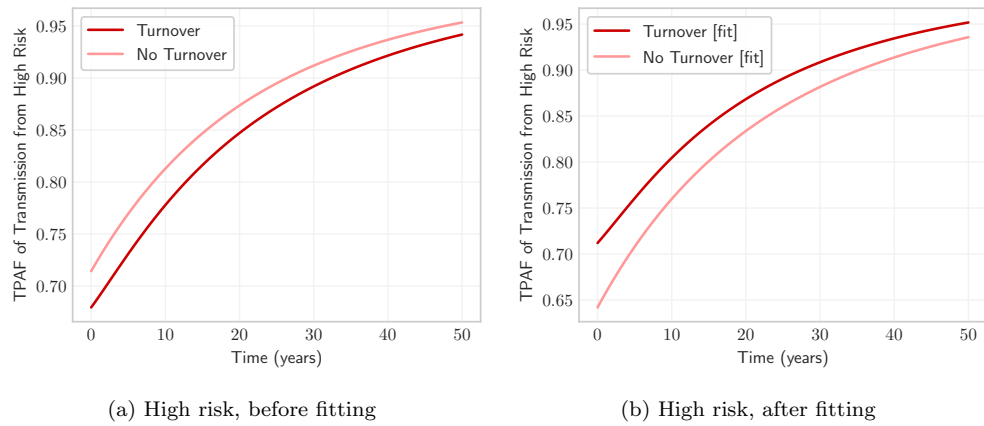 Turnover
No Turnover
0.95
0.90
0.85
0.80
0.75
0.70
TPAF of Transmission from High Risk
0
10
20
30
40
50
Time (years)
(a) High risk, before fitting
Turnover [fit]
No Turnover [fit]
0.95
0.90
0.85
0.80
0.75
0.70
0.65
TPAF of Transmission from High Risk
0
10
20
30
40
50
Time (years)
(b) High risk, after fitting